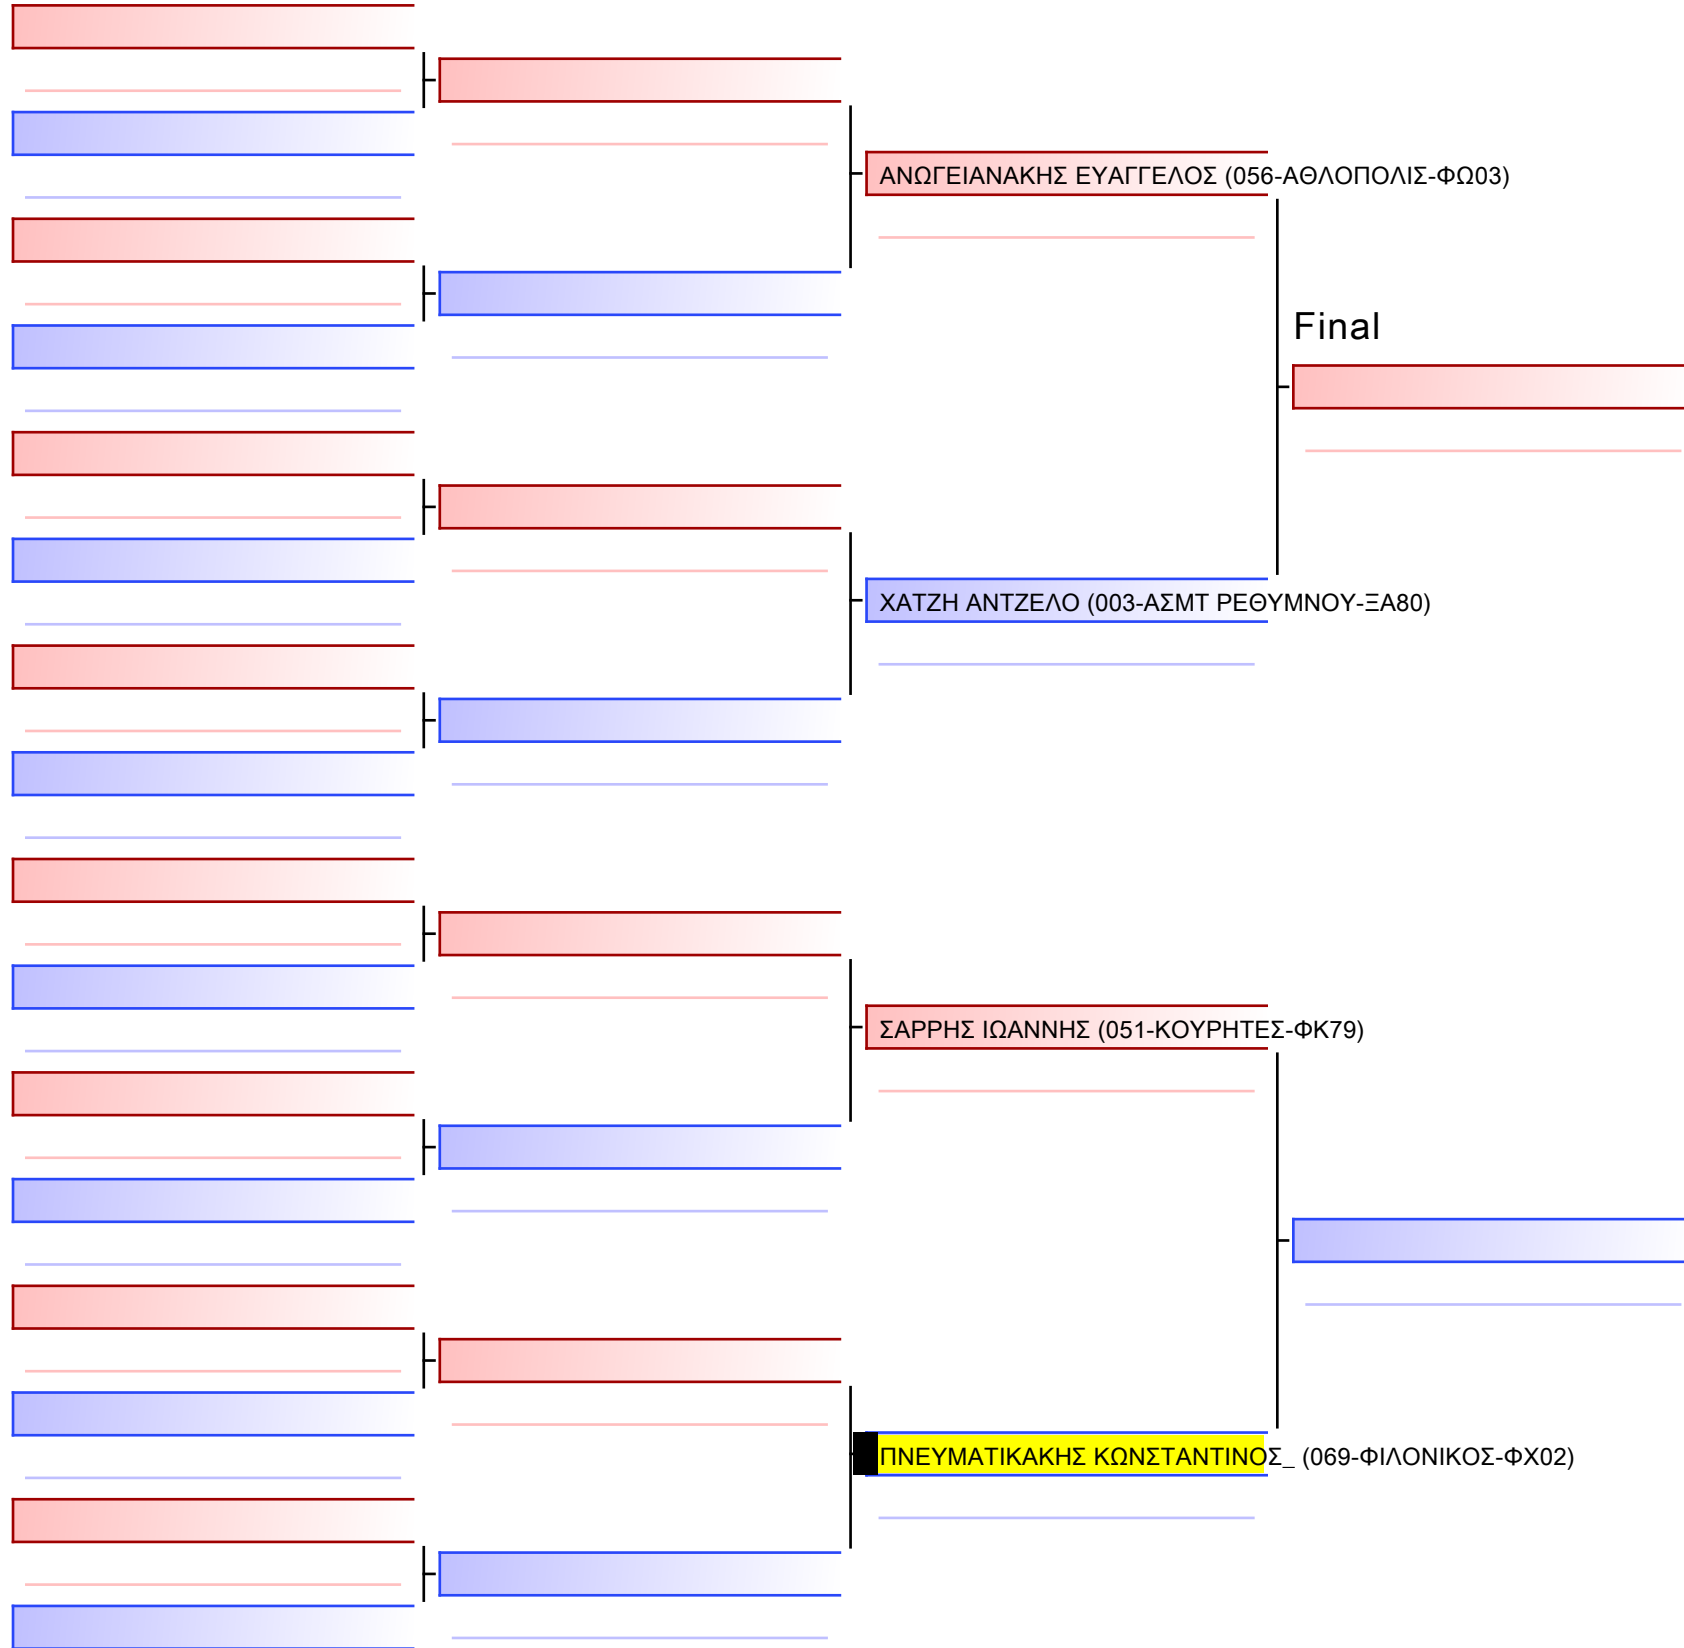 ΑΝΩΓΕΙΑΝΑΚΗΣ ΕΥΑΓΓΕΛΟΣ (056-ΑΘΛΟΠΟΛΙΣ-ΦΩ03)
Final
ΧΑΤΖΗ ΑΝΤΖΕΛΟ (003-ΑΣΜΤ ΡΕΘΥΜΝΟΥ-ΞΑ80)
ΣΑΡΡΗΣ ΙΩΑΝΝΗΣ (051-ΚΟΥΡΗΤΕΣ-ΦΚ79)
ΠΝΕΥΜΑΤΙΚΑΚΗΣ ΚΩΝΣΤΑΝΤΙΝΟΣ_ (069-ΦΙΛΟΝΙΚΟΣ-ΦΧ02)